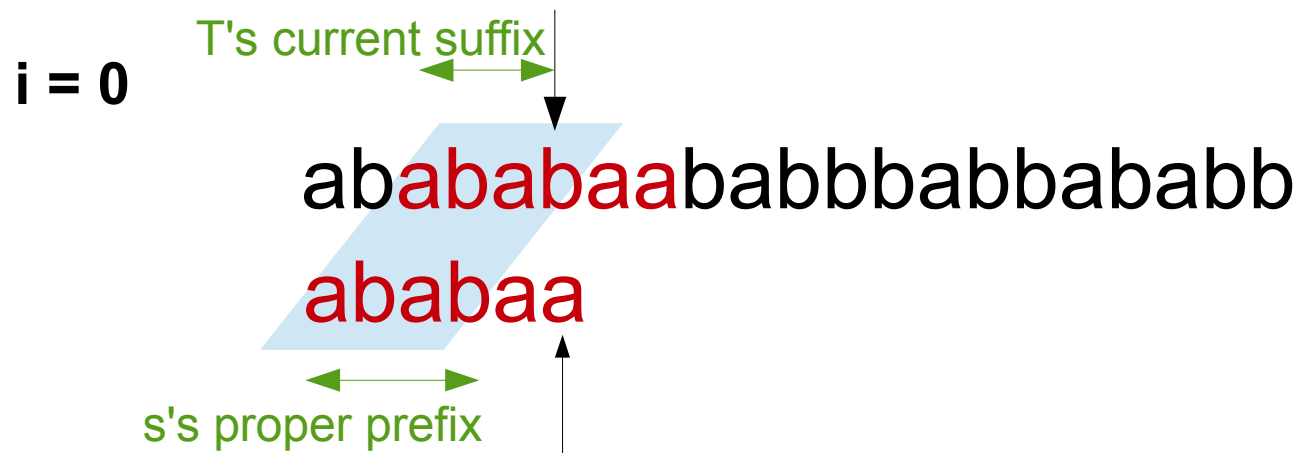 T's current suffix
i = 0
abababaababbbabbababb
ababaa
s's proper prefix